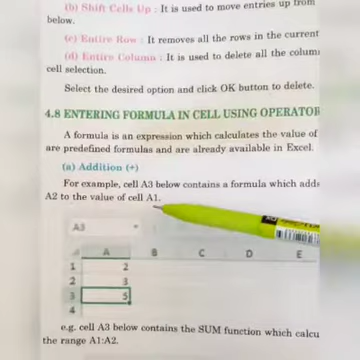 (b) Shift Cells Up : It is used to move entries up from
below.
(c) Entire Row : It removes all the rows in the current
(d) Entire Column : It is used to delete all the colum
cell selection.
Select the desired option and click OK button to delete.
4.8 ENTERING FORMULA IN CELL USING OPERATOR
A formula is an expression which calculates the value of
are predefined formulas and are already available in Excel.
(a) Addition (+)
For example, cell A3 below contains a formula which adds
A2 to the value of cell A1.
A3
A B C D E
1 2
2 3
3 5
4
e.g. cell A3 below contains the SUM function which calcu
the range A1:A2.